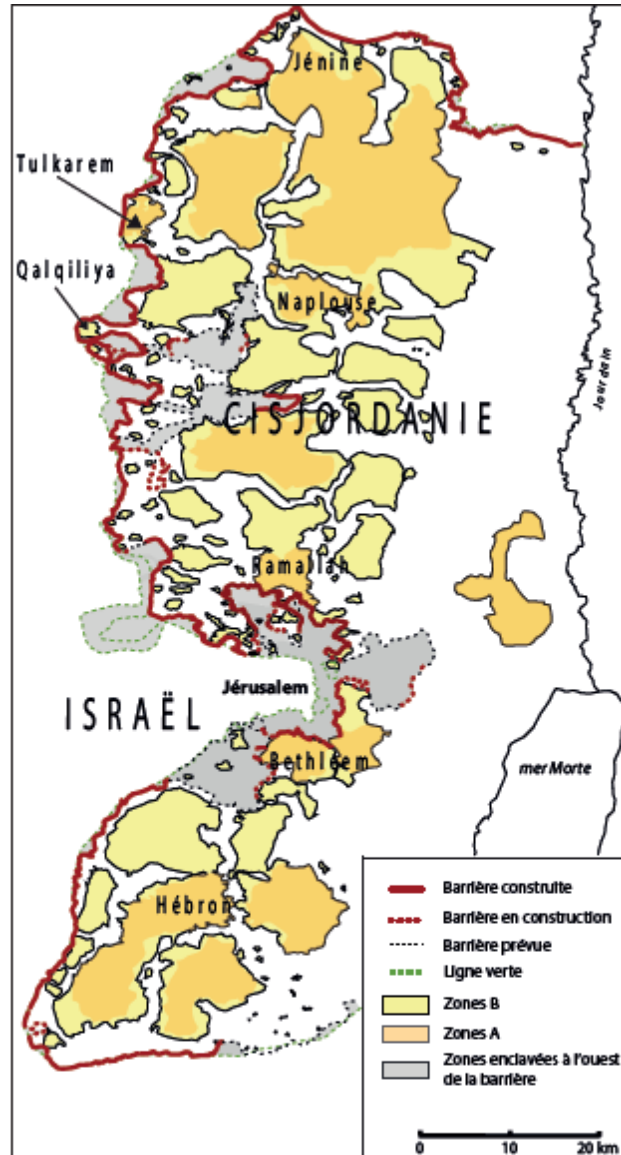 Jénine
Tulkarem
Qalqiliya
Naplouse
Jourdain
CISJORDANIE
Ramallah
Jérusalem
ISRAËL
Bethléem
mer Morte
Hébron
Barrière construite
Barrière en construction
Barrière prévue
Ligne verte
Zones B
Zones A
Zones enclavées à l'ouest
de la barrière
0 10 20 km